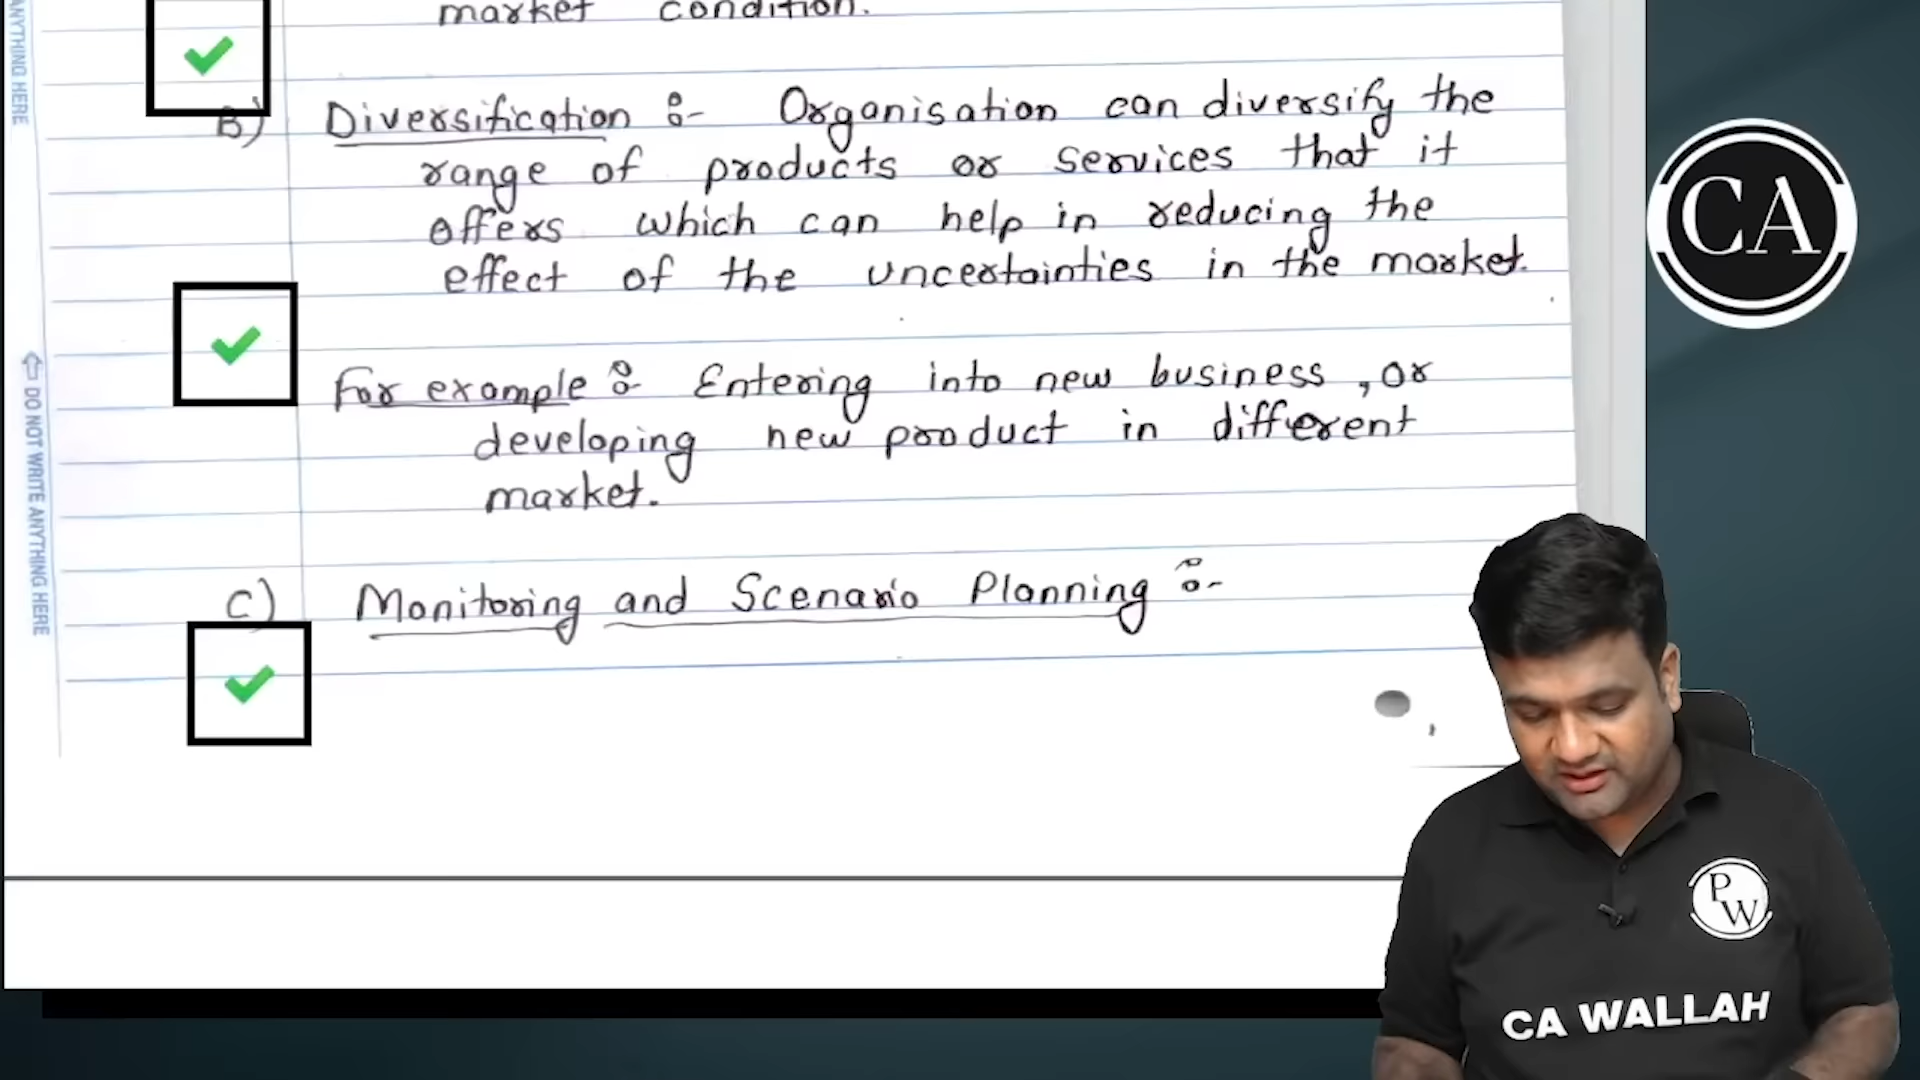 market condition.
B) Diversification :- Organisation can diversify the
range of products or services that it
offers which can help in reducing the
effect of the uncertainties in the market.
For example :- Entering into new business, or
developing new product in different
market.
C) Monitoring and Scenario Planning :-
ANYTHING HERE
DO NOT WRITE ANYTHING HERE
CA
PW
CA WALLAH